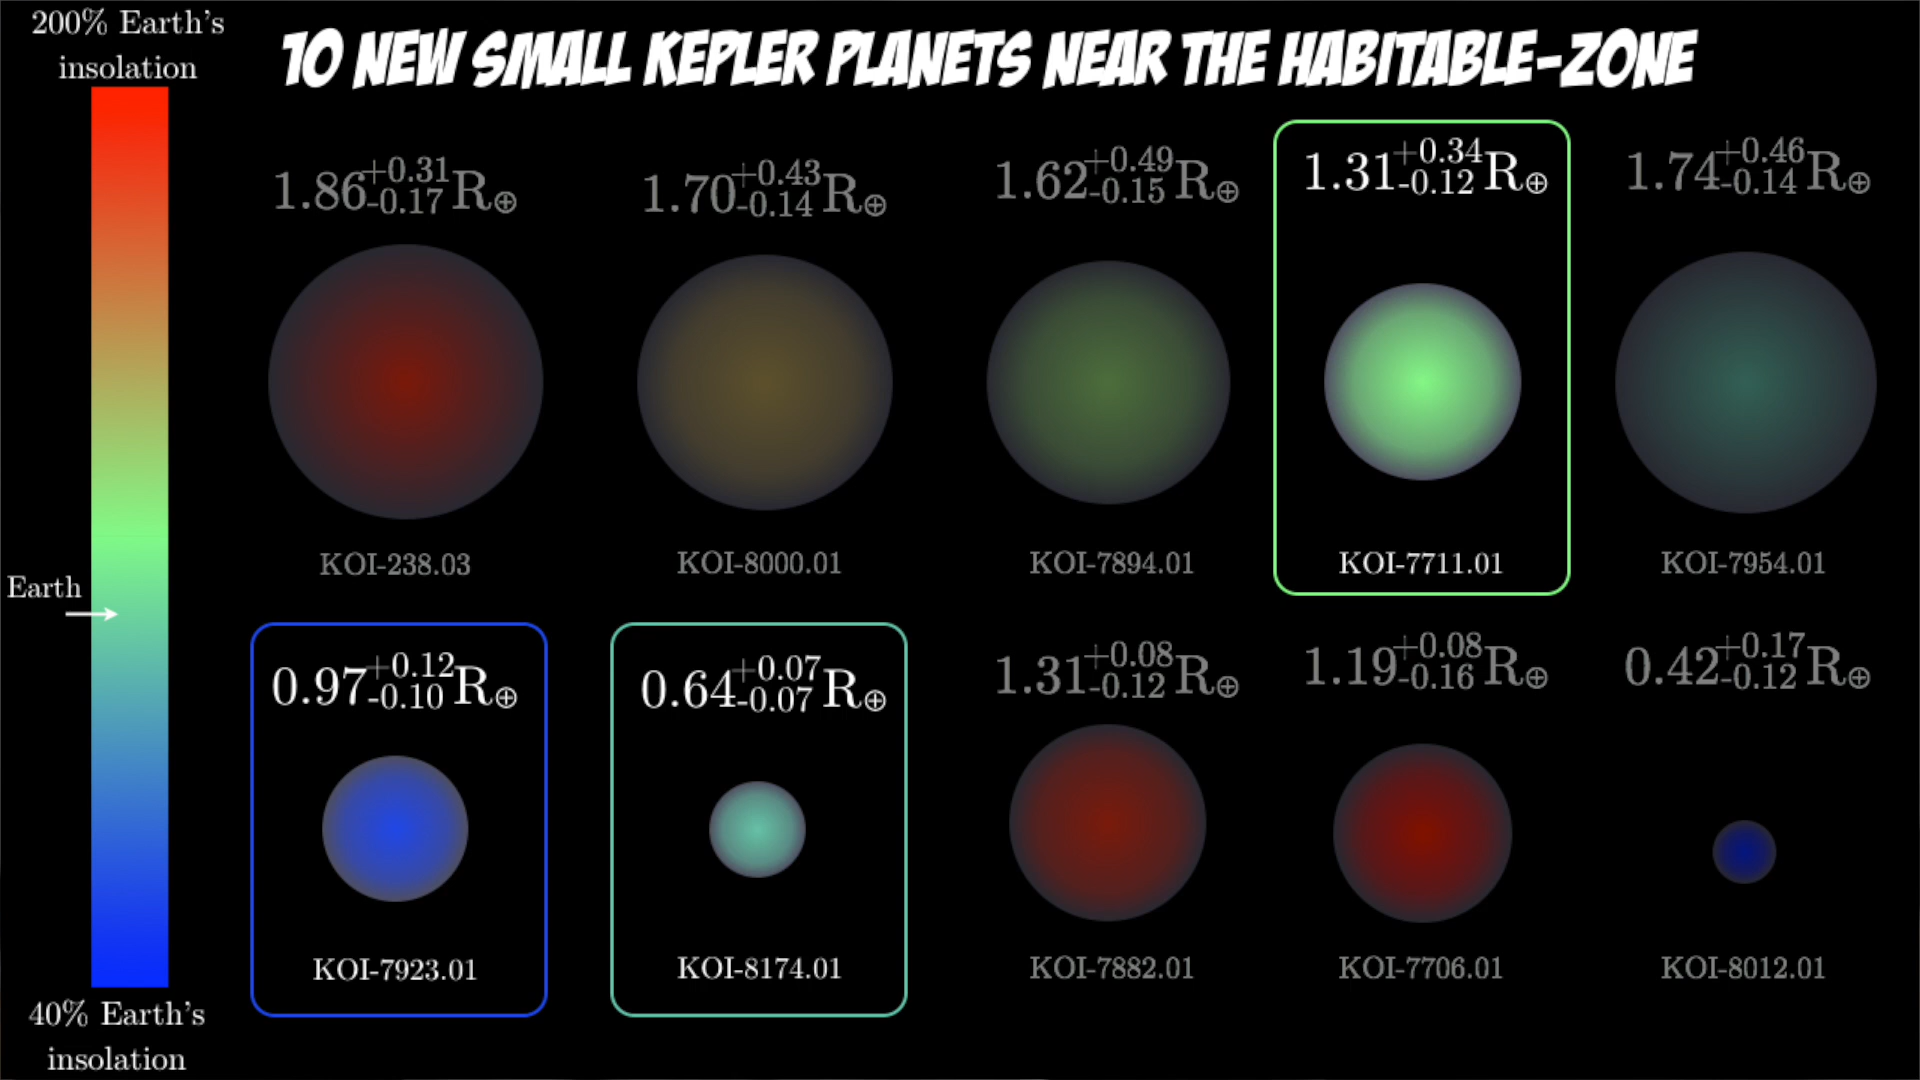 200% Earth's
insolation
10 NEW SMALL KEPLER PLANETS NEAR THE HABITABLE-ZONE
1.86+0.31-0.17R⊕
1.70+0.43-0.14R⊕
1.62+0.49-0.15R⊕
1.31+0.34-0.12R⊕
1.74+0.46-0.14R⊕
KOI-238.03
KOI-8000.01
KOI-7894.01
KOI-7711.01
KOI-7954.01
Earth
0.97+0.12-0.10R⊕
0.64+0.07-0.07R⊕
1.31+0.08-0.12R⊕
1.19+0.08-0.16R⊕
0.42+0.17-0.12R⊕
KOI-7923.01
KOI-8174.01
KOI-7882.01
KOI-7706.01
KOI-8012.01
40% Earth's
insolation